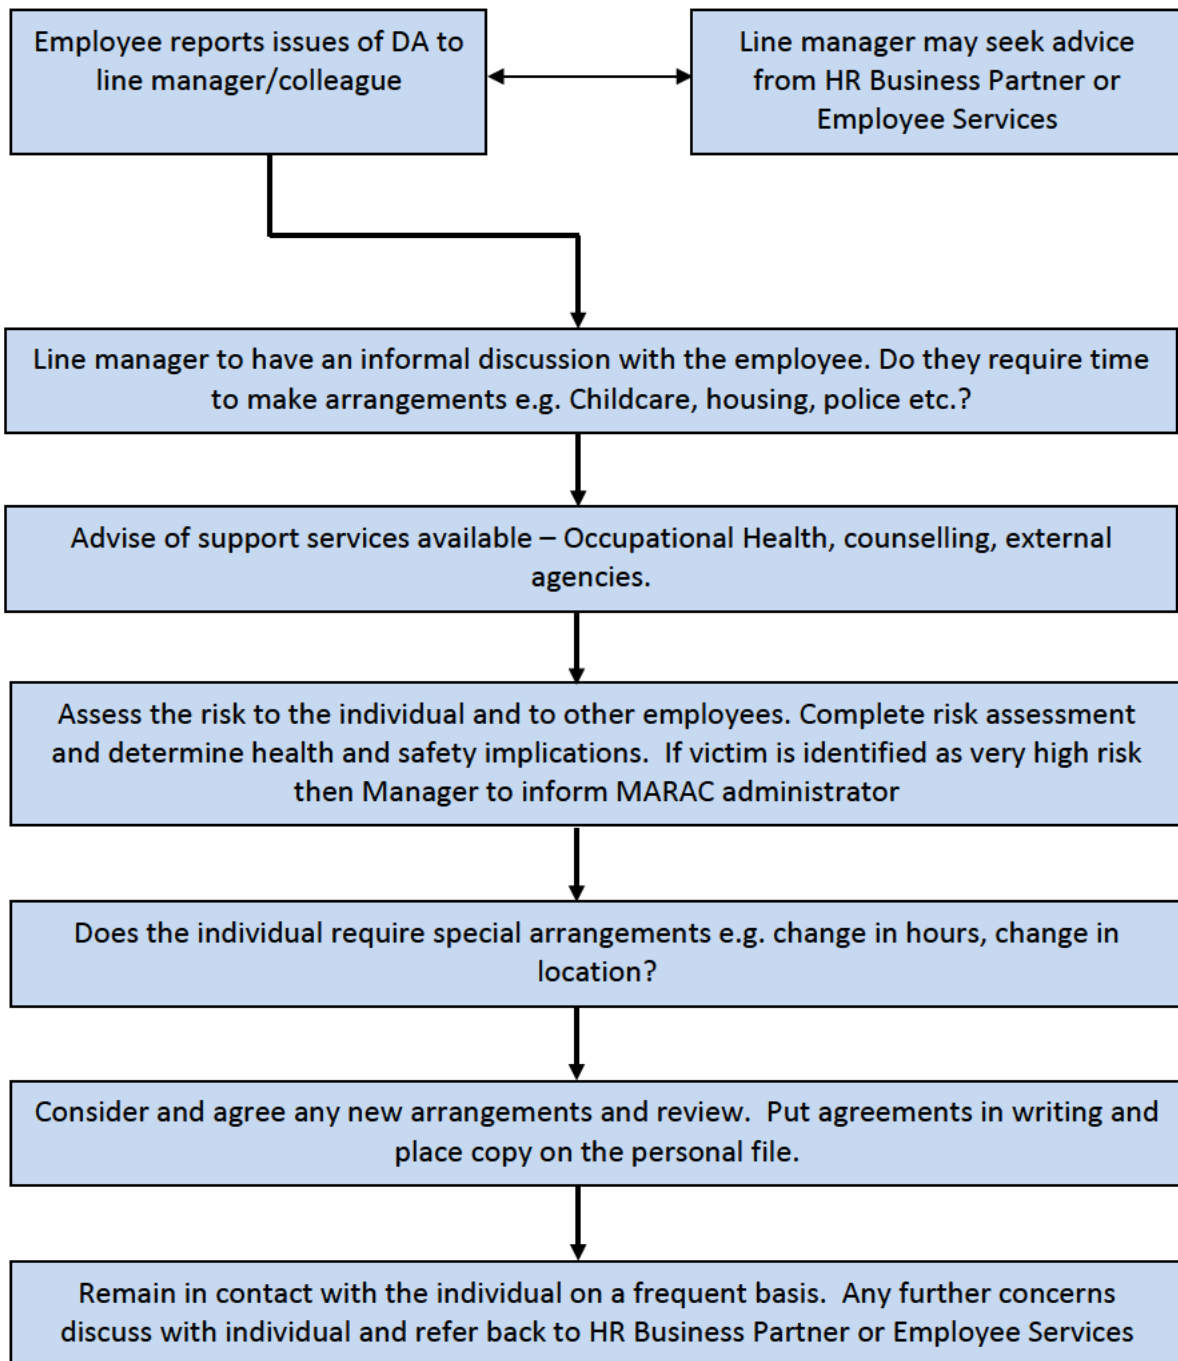 Employee reports issues of DA to
line manager/colleague
Line manager may seek advice
from HR Business Partner or
Employee Services
Line manager to have an informal discussion with the employee. Do they require time
to make arrangements e.g. Childcare, housing, police etc.?
Advise of support services available – Occupational Health, counselling, external
agencies.
Assess the risk to the individual and to other employees. Complete risk assessment
and determine health and safety implications.  If victim is identified as very high risk
then Manager to inform MARAC administrator
Does the individual require special arrangements e.g. change in hours, change in
location?
Consider and agree any new arrangements and review.  Put agreements in writing and
place copy on the personal file.
Remain in contact with the individual on a frequent basis.  Any further concerns
discuss with individual and refer back to HR Business Partner or Employee Services